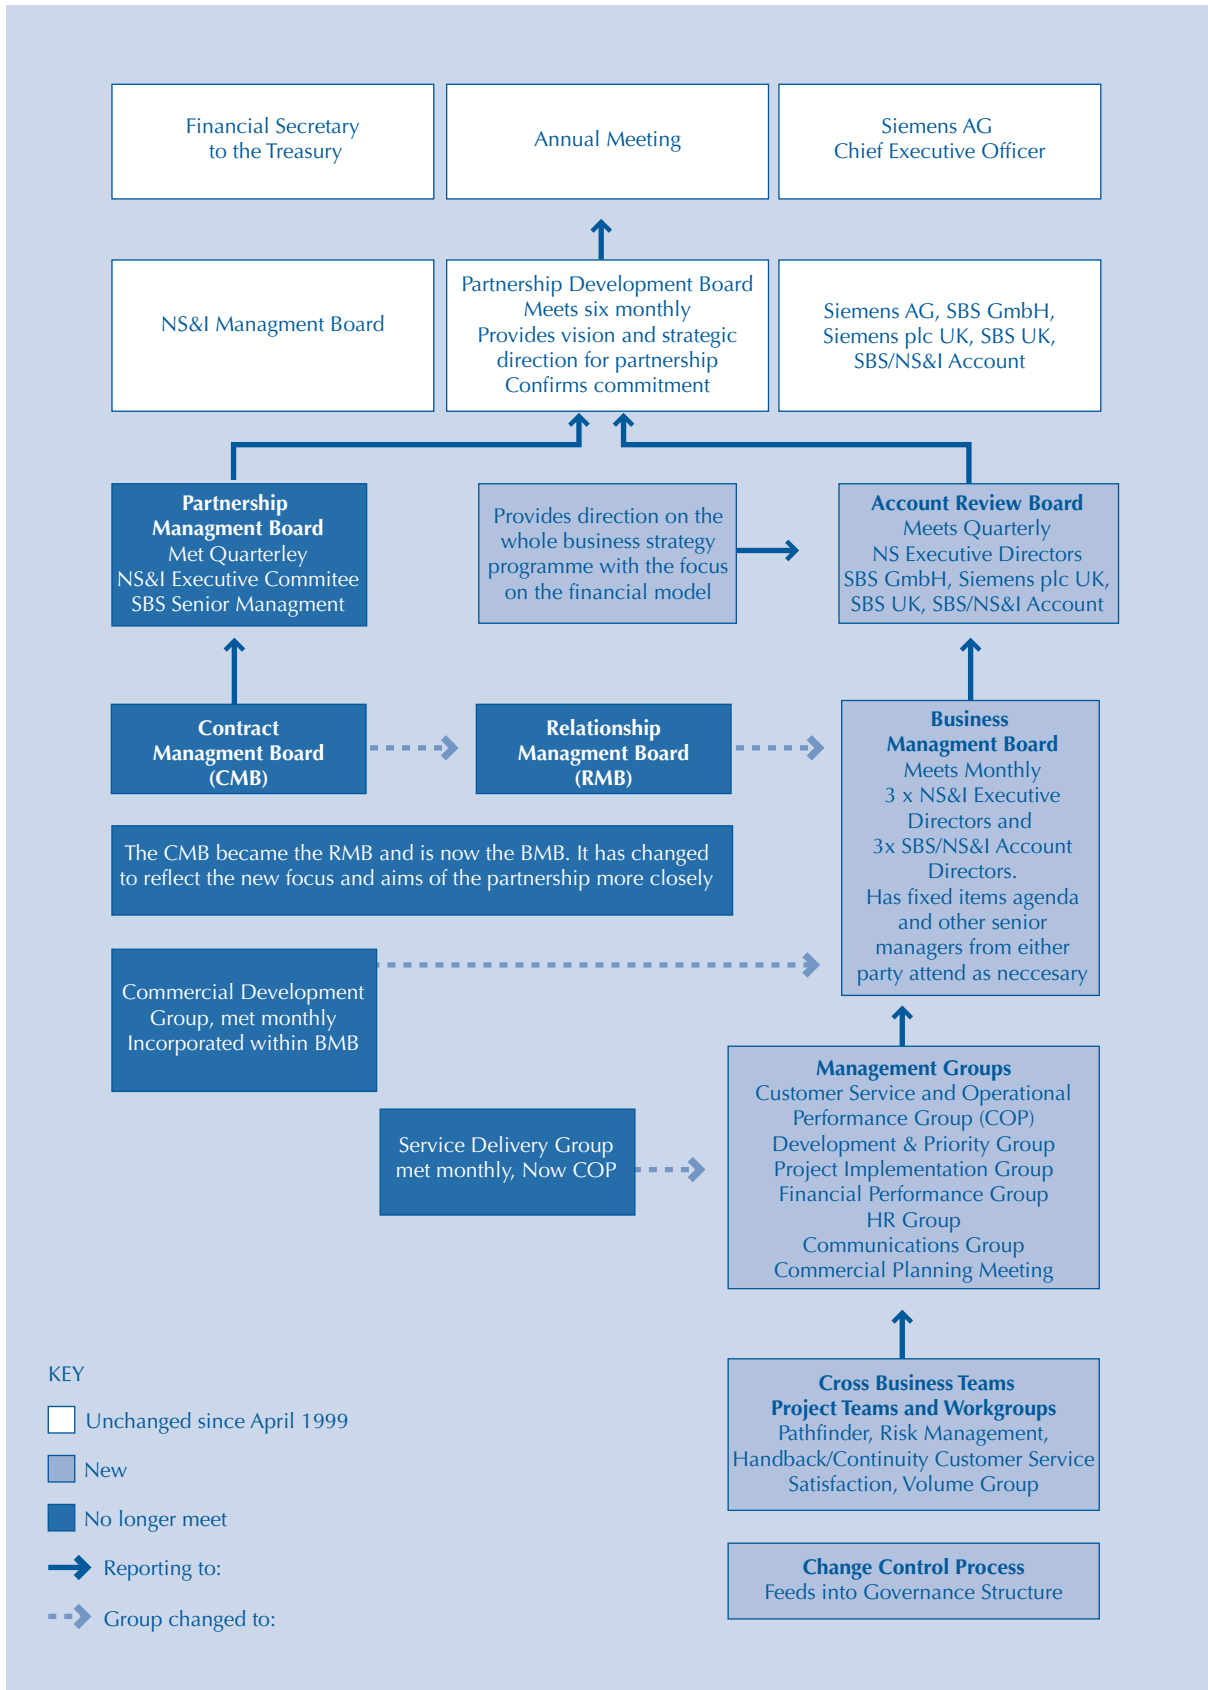 Financial Secretary
to the Treasury
Annual Meeting
Siemens AG
Chief Executive Officer
NS&I Managment Board
Partnership Development Board
Meets six monthly
Provides vision and strategic
direction for partnership
Confirms commitment
Siemens AG, SBS GmbH,
Siemens plc UK, SBS UK,
SBS/NS&I Account
Partnership
Managment Board
Met Quarterley
NS&I Executive Commitee
SBS Senior Managment
Provides direction on the
whole business strategy
programme with the focus
on the financial model
Account Review Board
Meets Quarterly
NS Executive Directors
SBS GmbH, Siemens plc UK,
SBS UK, SBS/NS&I Account
Contract
Managment Board
(CMB)
Relationship
Managment Board
(RMB)
Business
Managment Board
Meets Monthly
3 x NS&I Executive
Directors and
3x SBS/NS&I Account
Directors.
Has fixed items agenda
and other senior
managers from either
party attend as neccesary
The CMB became the RMB and is now the BMB. It has changed
to reflect the new focus and aims of the partnership more closely
Commercial Development
Group, met monthly
Incorporated within BMB
Management Groups
Customer Service and Operational
Performance Group (COP)
Development & Priority Group
Project Implementation Group
Financial Performance Group
HR Group
Communications Group
Commercial Planning Meeting
Service Delivery Group
met monthly, Now COP
Cross Business Teams
Project Teams and Workgroups
Pathfinder, Risk Management,
Handback/Continuity Customer Service
Satisfaction, Volume Group
Change Control Process
Feeds into Governance Structure
KEY
Unchanged since April 1999
New
No longer meet
Reporting to:
Group changed to: